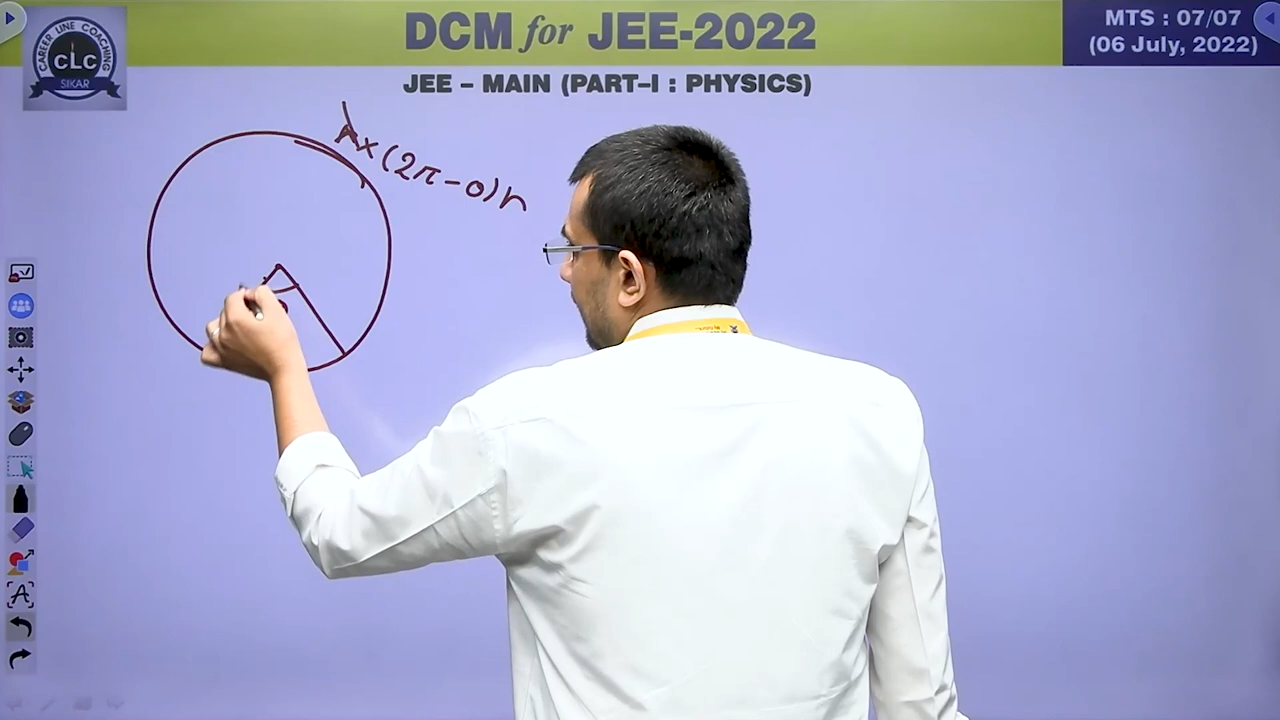 DCM for JEE-2022
MTS : 07/07
(06 July, 2022)
CAREER LINE COACHING
CLC
SIKAR
JEE – MAIN (PART–I : PHYSICS)
λ×(2π-θ)r